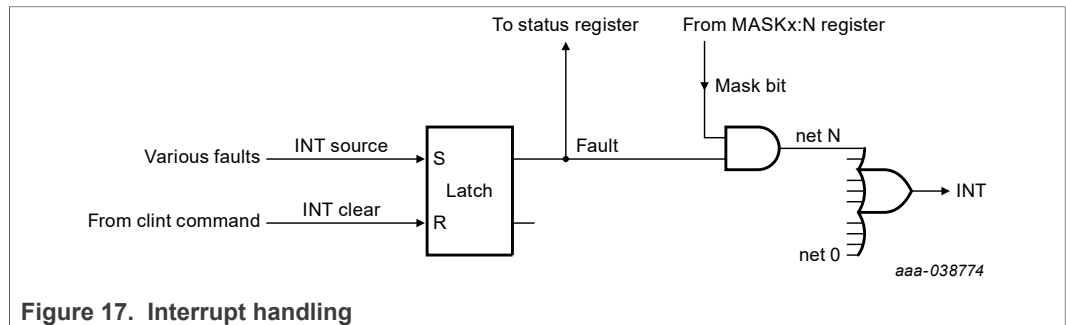 To status register
From MASKx:N register
Mask bit
net N
Various faults
INT source
S
Fault
Latch
INT
From clint command
INT clear
R
net 0
aaa-038774
Figure 17. Interrupt handling